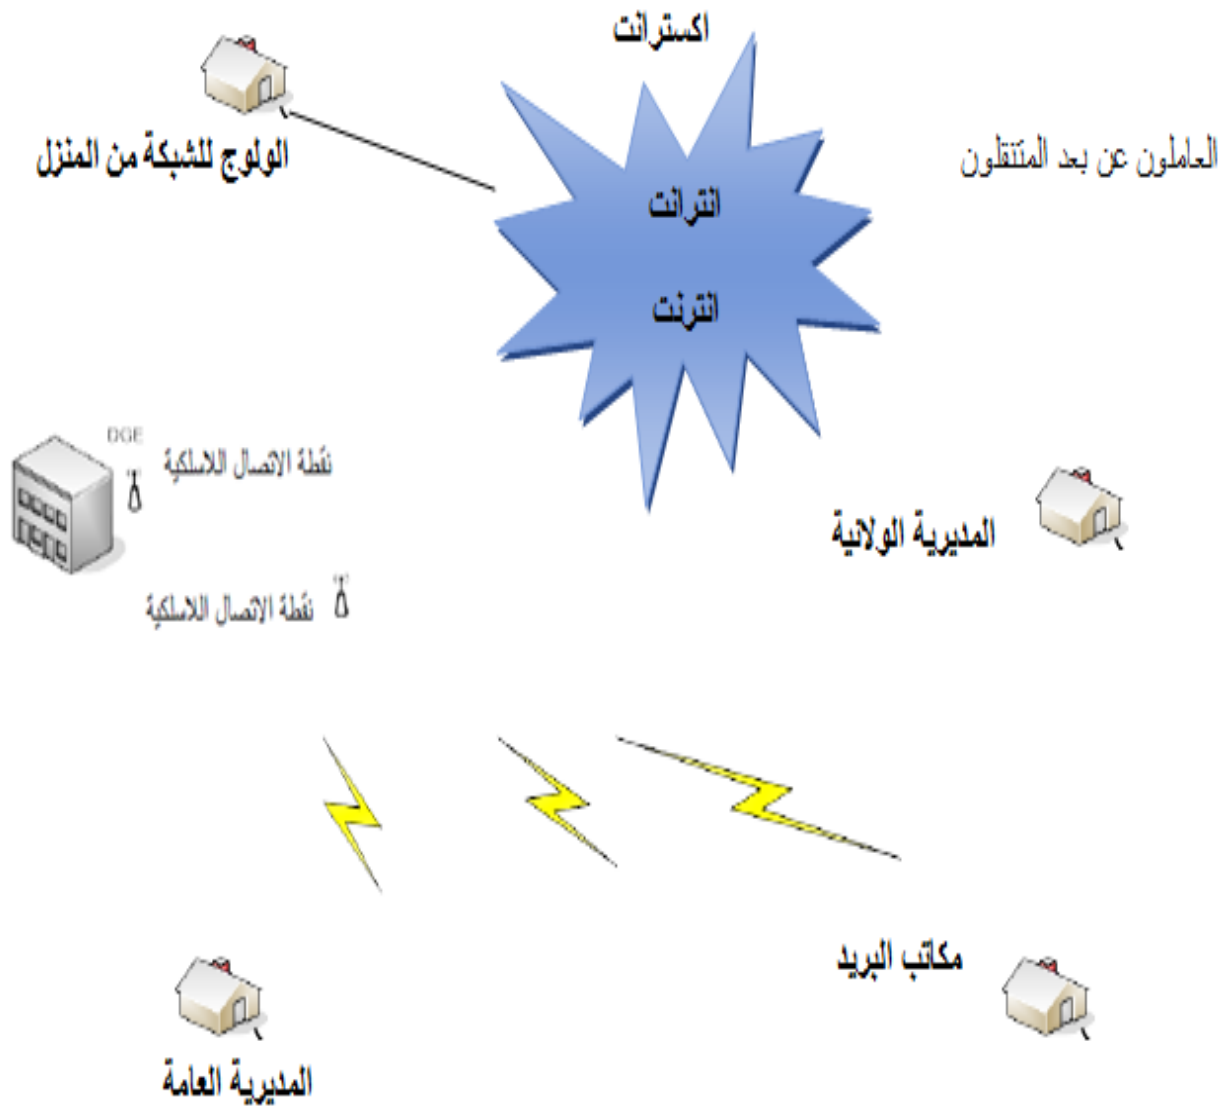 اكسترانت
الولوج للشبكة من المنزل
العاملون عن بعد المتنقلون
انترانت
انترنت
DGE
نقطة الاتصال اللاسلكية
المديرية الولائية
نقطة الاتصال اللاسلكية
مكاتب البريد
المديرية العامة